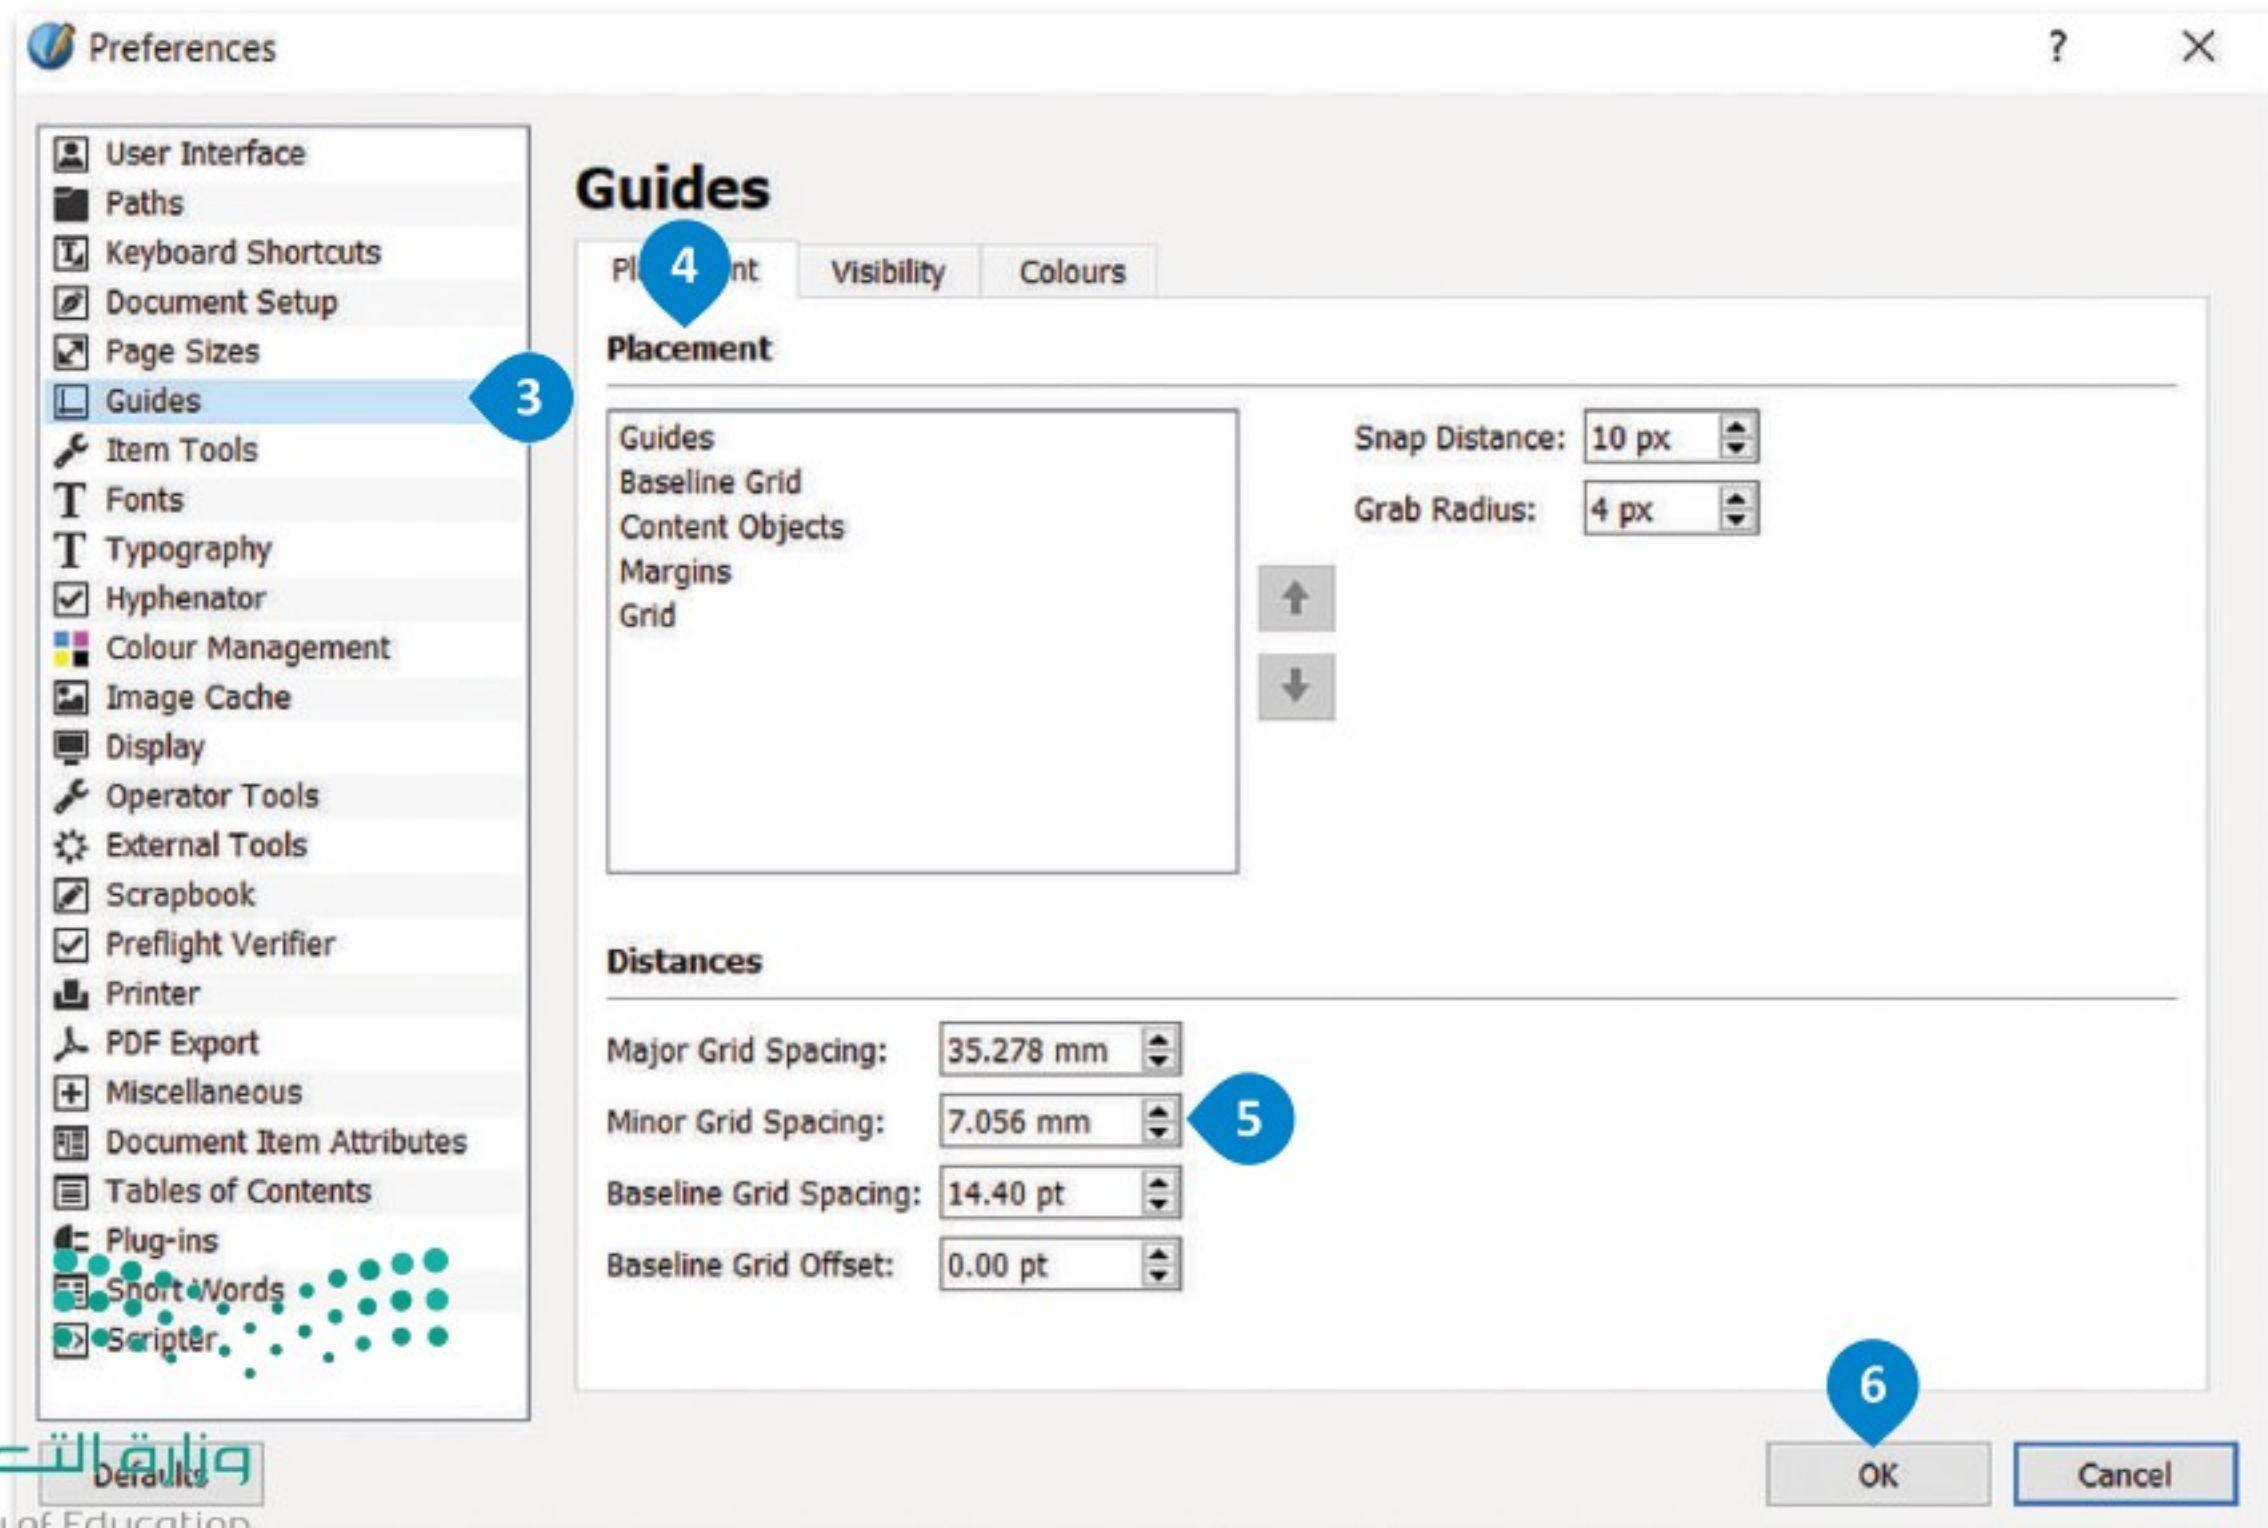 Preferences
?
User Interface
Paths
Keyboard Shortcuts
Document Setup
Page Sizes
Guides
3
Item Tools
Fonts
Typography
Hyphenator
Colour Management
Image Cache
Display
Operator Tools
External Tools
Scrapbook
Preflight Verifier
Printer
PDF Export
Miscellaneous
Document Item Attributes
Tables of Contents
Plug-ins
Short Words
Scripter
Guides
4
Visibility
Colours
Placement
Guides
Baseline Grid
Content Objects
Margins
Grid
Snap Distance: 10 px
Grab Radius: 4 px
Distances
Major Grid Spacing: 35.278 mm
Minor Grid Spacing: 7.056 mm
5
Baseline Grid Spacing: 14.40 pt
Baseline Grid Offset: 0.00 pt
6
وزارة
Defaults
OK
Cancel
of Education